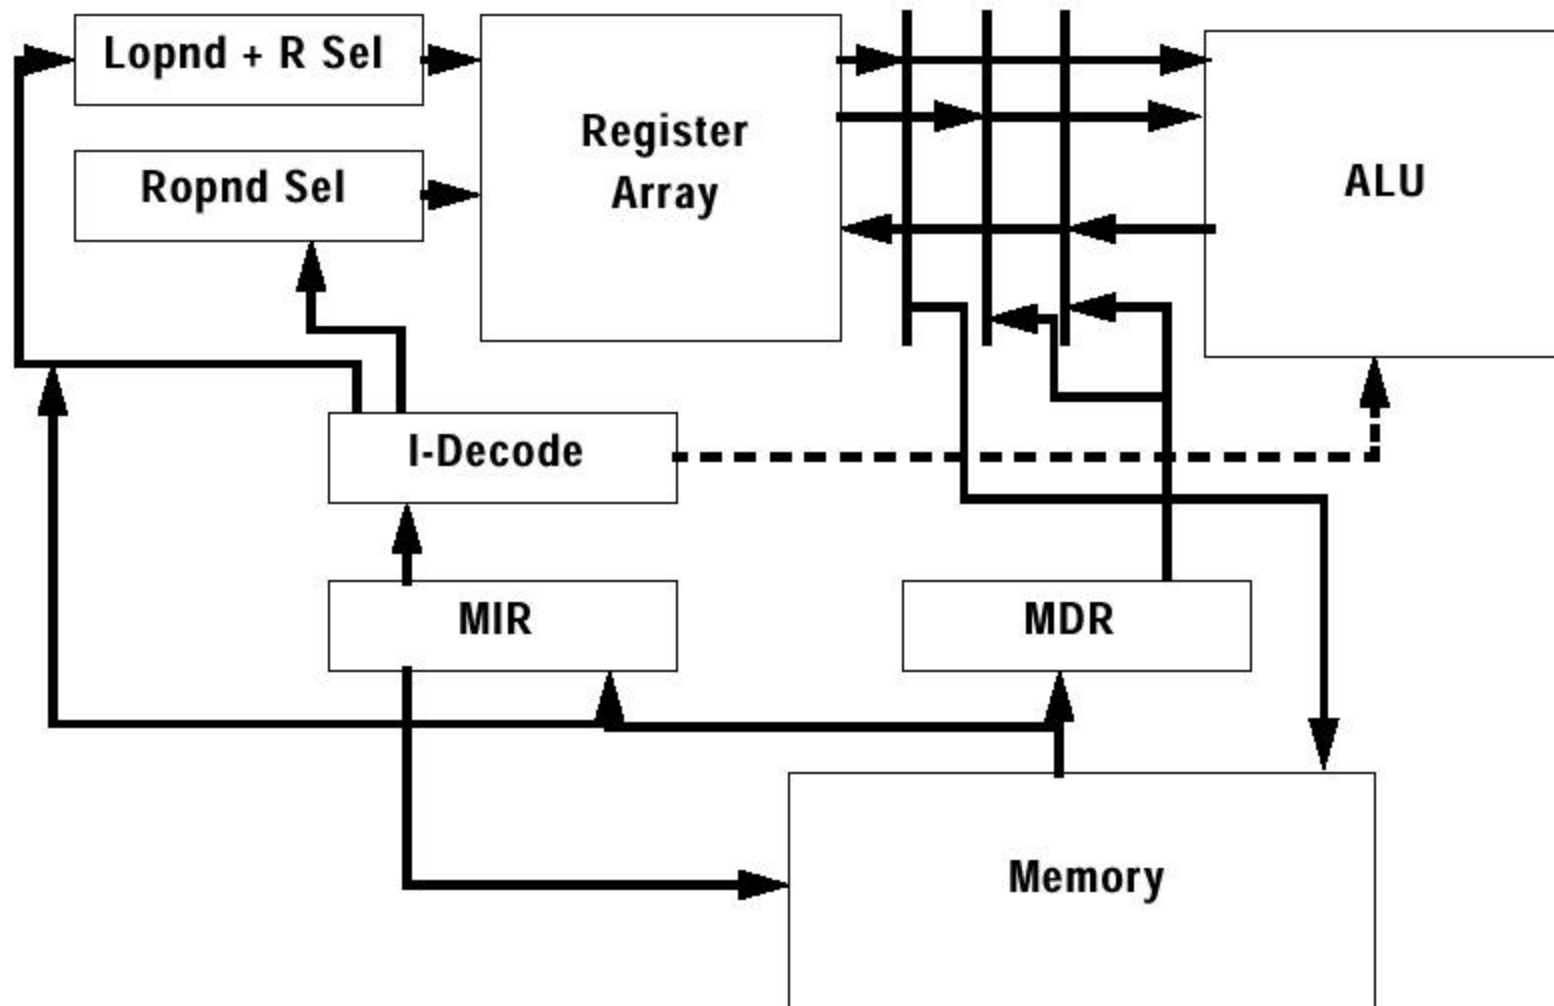 Lopnd + R Sel
Ropnd Sel
Register
Array
ALU
I-Decode
MIR
MDR
Memory